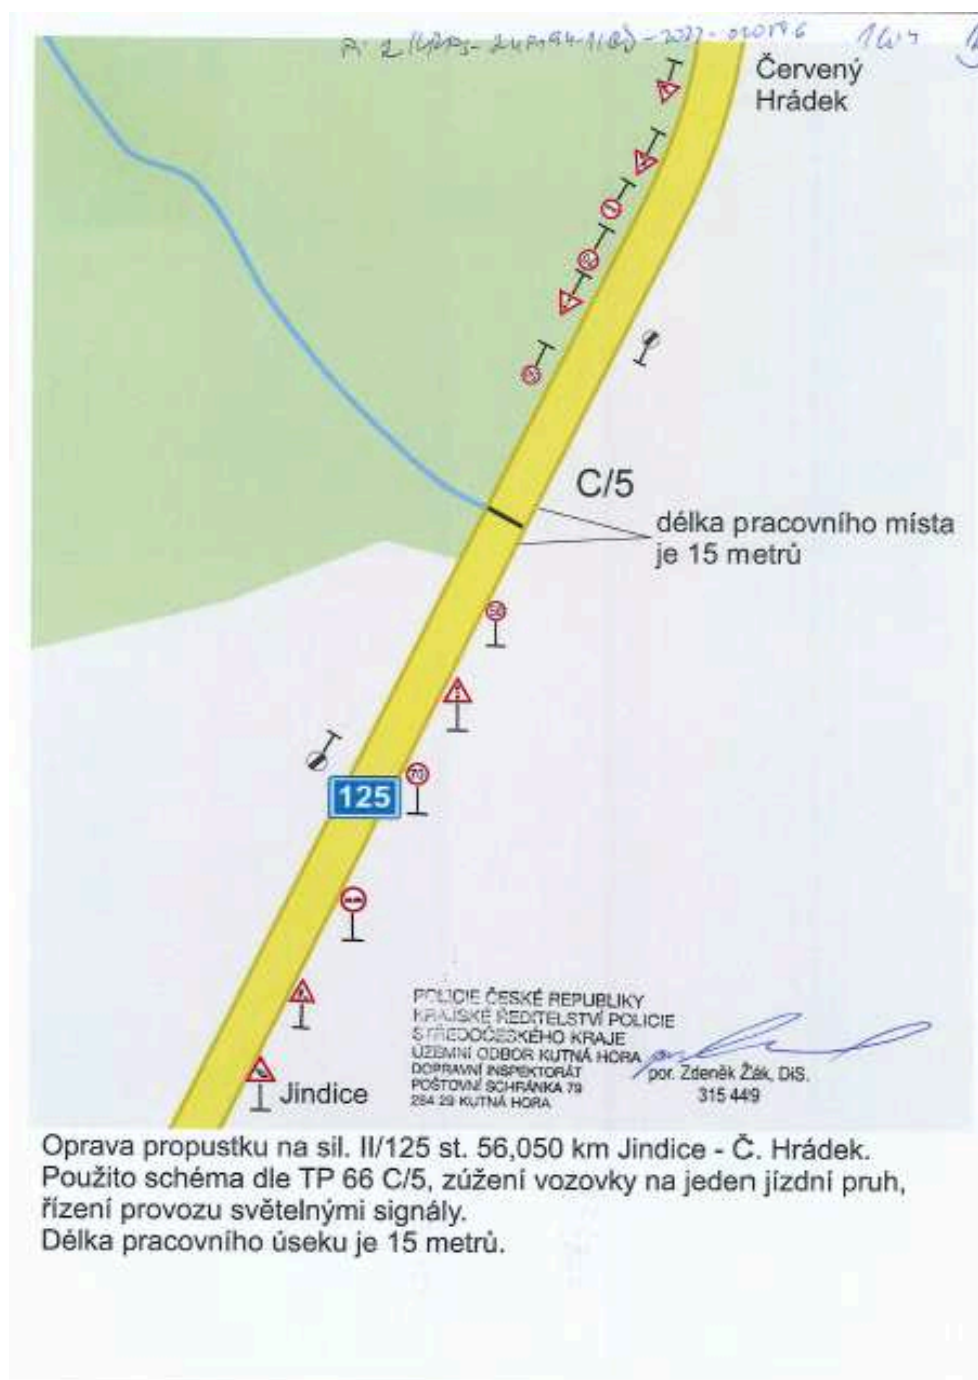 Červený
Hrádek
C/5
délka pracovního místa
je 15 metrů
50
70
125
POLICIE ČESKÉ REPUBLIKY
KRAJSKÉ ŘEDITELSTVÍ POLICIE
STŘEDOČESKÉHO KRAJE
ÚZEMNÍ ODBOR KUTNÁ HORA
DOPRAVNÍ INSPEKTORÁT
POŠTOVNÍ SCHRÁNKA 79
284 29 KUTNÁ HORA
por. Zdeněk Žák, DiS.
315 449
Jindice
Oprava propustku na sil. II/125 st. 56,050 km Jindice - Č. Hrádek.
Použito schéma dle TP 66 C/5, zúžení vozovky na jeden jízdní pruh,
řízení provozu světelnými signály.
Délka pracovního úseku je 15 metrů.